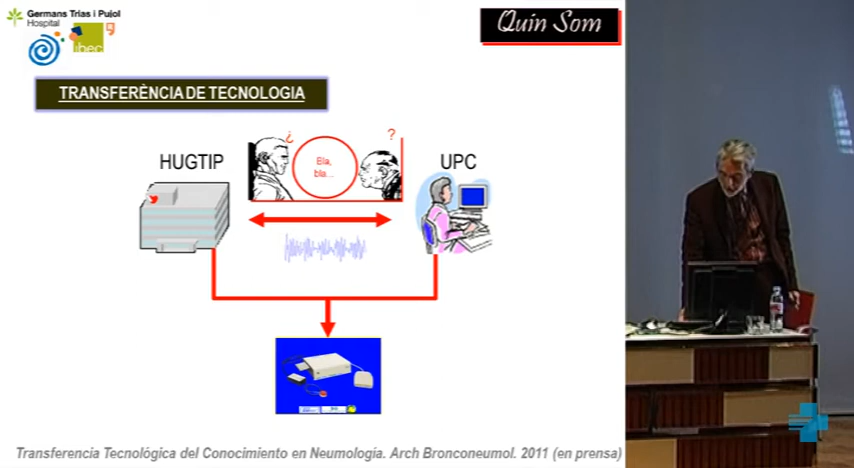 Germans Trias i Pujol
Hospital
ibec
Quin Som
TRANSFERÈNCIA DE TECNOLOGIA
HUGTIP
¿
?
Bla,
bla...
UPC
Transferencia Tecnológica del Conocimiento en Neumología. Arch Bronconeumol. 2011 (en prensa)